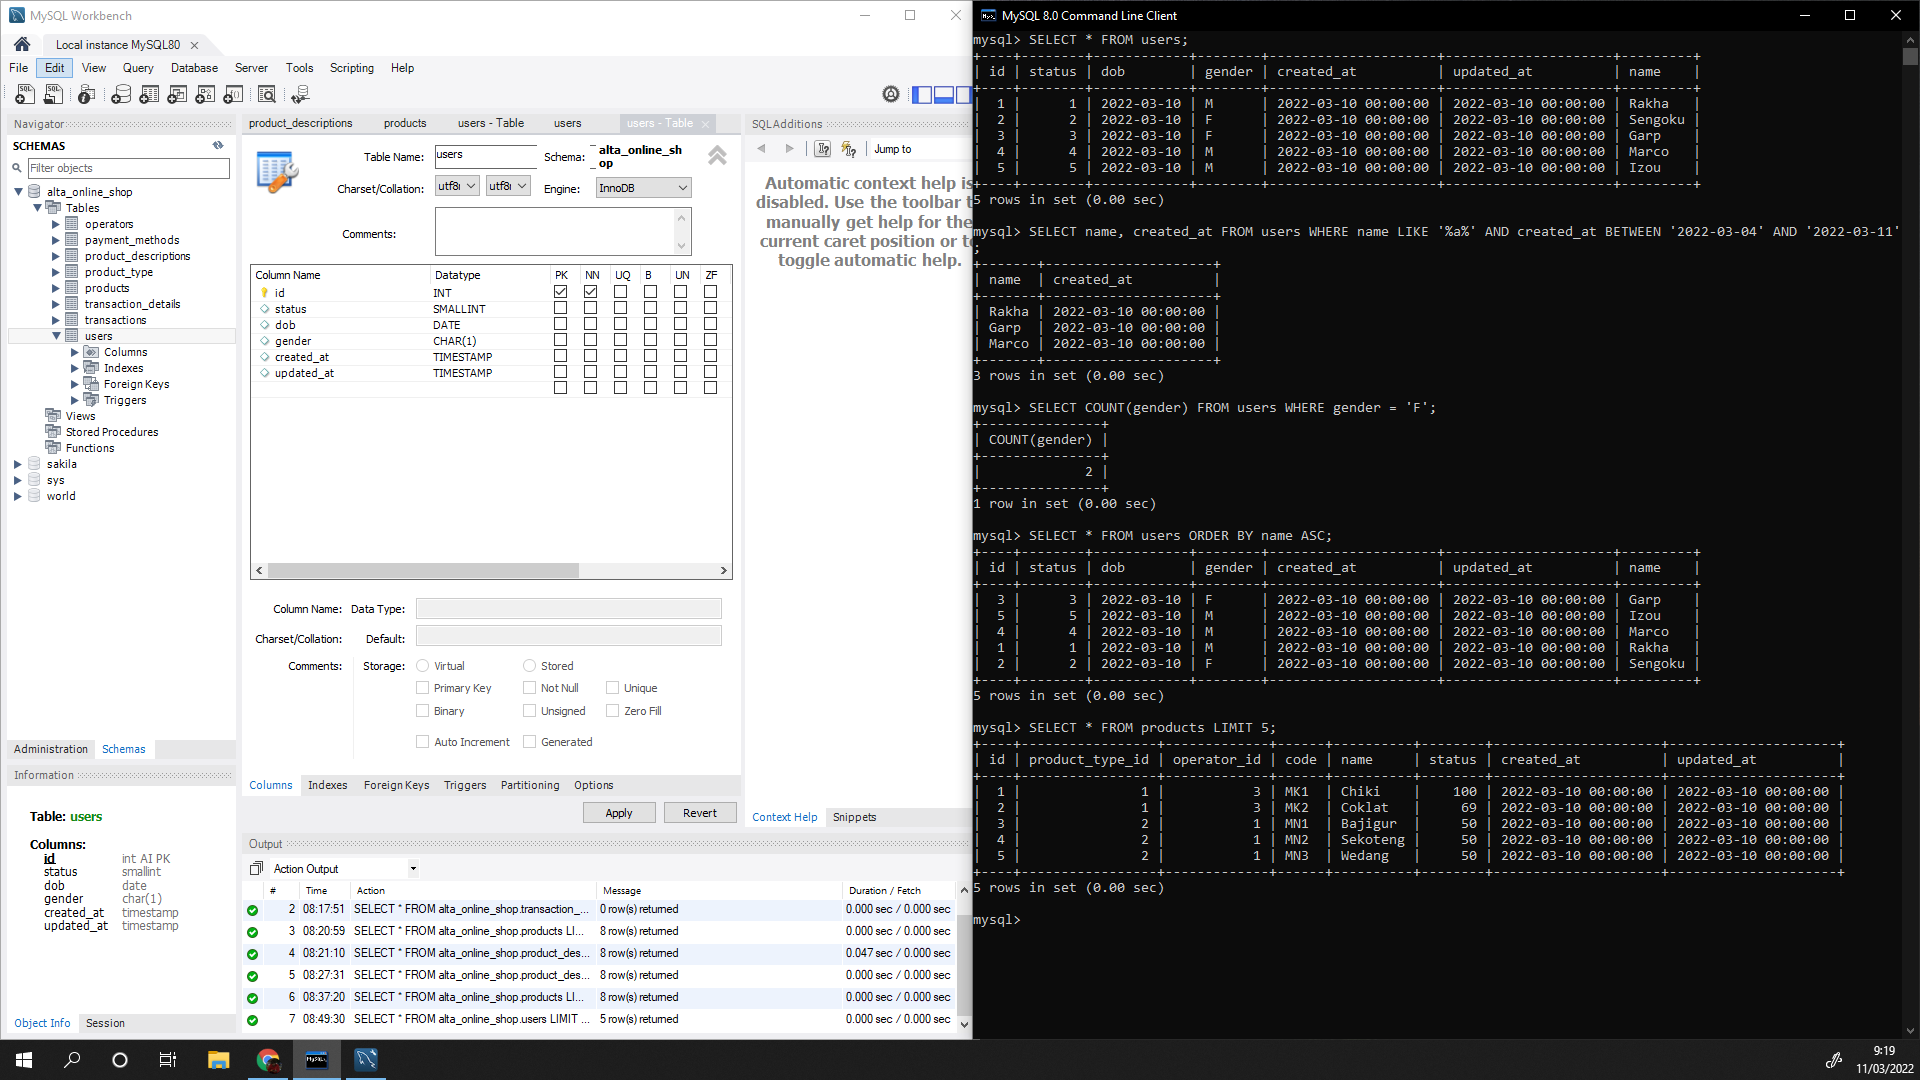 MySQL Workbench
Local instance MySQL80
File Edit View Query Database Server Tools Scripting Help
Navigator
SCHEMAS
Filter objects
alta_online_shop
Tables
operators
payment_methods
product_descriptions
product_type
products
transaction_details
transactions
users
Columns
Indexes
Foreign Keys
Triggers
Views
Stored Procedures
Functions
sakila
sys
world
Administration Schemas
Information
Table: users
Columns:
id int AI PK
status smallint
dob date
gender char(1)
created_at timestamp
updated_at timestamp
Object Info Session
product_descriptions products users - Table users users - Table
Table Name: users Schema: alta_online_sh
op
Charset/Collation: utf8 utf8 Engine: InnoDB
Comments:
Column Name Datatype PK NN UQ B UN ZF
id INT
status SMALLINT
dob DATE
gender CHAR(1)
created_at TIMESTAMP
updated_at TIMESTAMP
Column Name: Data Type:
Charset/Collation: Default:
Comments: Storage: Virtual Stored
Primary Key Not Null Unique
Binary Unsigned Zero Fill
Auto Increment Generated
Columns Indexes Foreign Keys Triggers Partitioning Options
Apply Revert
SQLAdditions
Jump to
Automatic context help is
disabled. Use the toolbar t
manually get help for the
current caret position or t
toggle automatic help.
Context Help Snippets
Output
Action Output
# Time Action Message Duration / Fetch
2 08:17:51 SELECT * FROM alta_online_shop.transaction_... 0 row(s) returned 0.000 sec / 0.000 sec
3 08:20:59 SELECT * FROM alta_online_shop.products LI... 8 row(s) returned 0.000 sec / 0.000 sec
4 08:21:10 SELECT * FROM alta_online_shop.product_des... 8 row(s) returned 0.047 sec / 0.000 sec
5 08:27:31 SELECT * FROM alta_online_shop.product_des... 8 row(s) returned 0.000 sec / 0.000 sec
6 08:37:20 SELECT * FROM alta_online_shop.products LI... 8 row(s) returned 0.000 sec / 0.000 sec
7 08:49:30 SELECT * FROM alta_online_shop.users LIMIT ... 5 row(s) returned 0.000 sec / 0.000 sec
MySQL 8.0 Command Line Client
mysql> SELECT * FROM users;
| id | status | dob | gender | created_at | updated_at | name |
| 1 | 1 | 2022-03-10 | M | 2022-03-10 00:00:00 | 2022-03-10 00:00:00 | Rakha |
| 2 | 2 | 2022-03-10 | F | 2022-03-10 00:00:00 | 2022-03-10 00:00:00 | Sengoku |
| 3 | 3 | 2022-03-10 | F | 2022-03-10 00:00:00 | 2022-03-10 00:00:00 | Garp |
| 4 | 4 | 2022-03-10 | M | 2022-03-10 00:00:00 | 2022-03-10 00:00:00 | Marco |
| 5 | 5 | 2022-03-10 | M | 2022-03-10 00:00:00 | 2022-03-10 00:00:00 | Izou |
5 rows in set (0.00 sec)
mysql> SELECT name, created_at FROM users WHERE name LIKE '%a%' AND created_at BETWEEN '2022-03-04' AND '2022-03-11'
;
| name | created_at |
| Rakha | 2022-03-10 00:00:00 |
| Garp | 2022-03-10 00:00:00 |
| Marco | 2022-03-10 00:00:00 |
3 rows in set (0.00 sec)
mysql> SELECT COUNT(gender) FROM users WHERE gender = 'F';
| COUNT(gender) |
| 2 |
1 row in set (0.00 sec)
mysql> SELECT * FROM users ORDER BY name ASC;
| id | status | dob | gender | created_at | updated_at | name |
| 3 | 3 | 2022-03-10 | F | 2022-03-10 00:00:00 | 2022-03-10 00:00:00 | Garp |
| 5 | 5 | 2022-03-10 | M | 2022-03-10 00:00:00 | 2022-03-10 00:00:00 | Izou |
| 4 | 4 | 2022-03-10 | M | 2022-03-10 00:00:00 | 2022-03-10 00:00:00 | Marco |
| 1 | 1 | 2022-03-10 | M | 2022-03-10 00:00:00 | 2022-03-10 00:00:00 | Rakha |
| 2 | 2 | 2022-03-10 | F | 2022-03-10 00:00:00 | 2022-03-10 00:00:00 | Sengoku |
5 rows in set (0.00 sec)
mysql> SELECT * FROM products LIMIT 5;
| id | product_type_id | operator_id | code | name | status | created_at | updated_at |
| 1 | 1 | 3 | MK1 | Chiki | 100 | 2022-03-10 00:00:00 | 2022-03-10 00:00:00 |
| 2 | 1 | 3 | MK2 | Coklat | 69 | 2022-03-10 00:00:00 | 2022-03-10 00:00:00 |
| 3 | 2 | 1 | MN1 | Bajigur | 50 | 2022-03-10 00:00:00 | 2022-03-10 00:00:00 |
| 4 | 2 | 1 | MN2 | Sekoteng | 50 | 2022-03-10 00:00:00 | 2022-03-10 00:00:00 |
| 5 | 2 | 1 | MN3 | Wedang | 50 | 2022-03-10 00:00:00 | 2022-03-10 00:00:00 |
5 rows in set (0.00 sec)
mysql>
9:19
11/03/2022